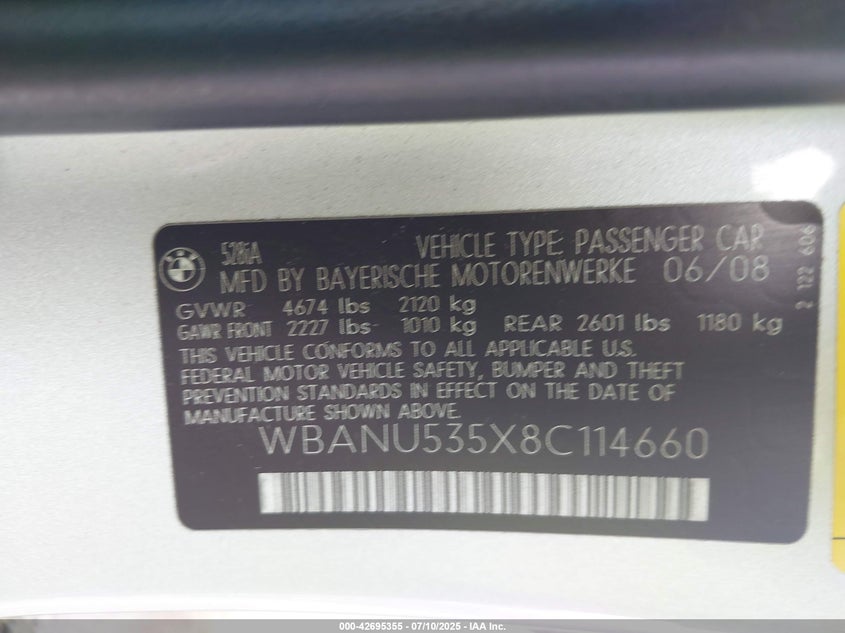 528iA VEHICLE TYPE: PASSENGER CAR
MFD BY BAYERISCHE MOTORENWERKE 06/08
GVWR 4674 lbs 2120 kg
GAWR FRONT 2227 lbs 1010 kg REAR 2601 lbs 1180 kg
THIS VEHICLE CONFORMS TO ALL APPLICABLE U.S.
FEDERAL MOTOR VEHICLE SAFETY, BUMPER AND THEFT
PREVENTION STANDARDS IN EFFECT ON THE DATE OF
MANUFACTURE SHOWN ABOVE.
WBANU535X8C114660
2 122 606
000-42695355 — 07/10/2025 — IAA Inc.